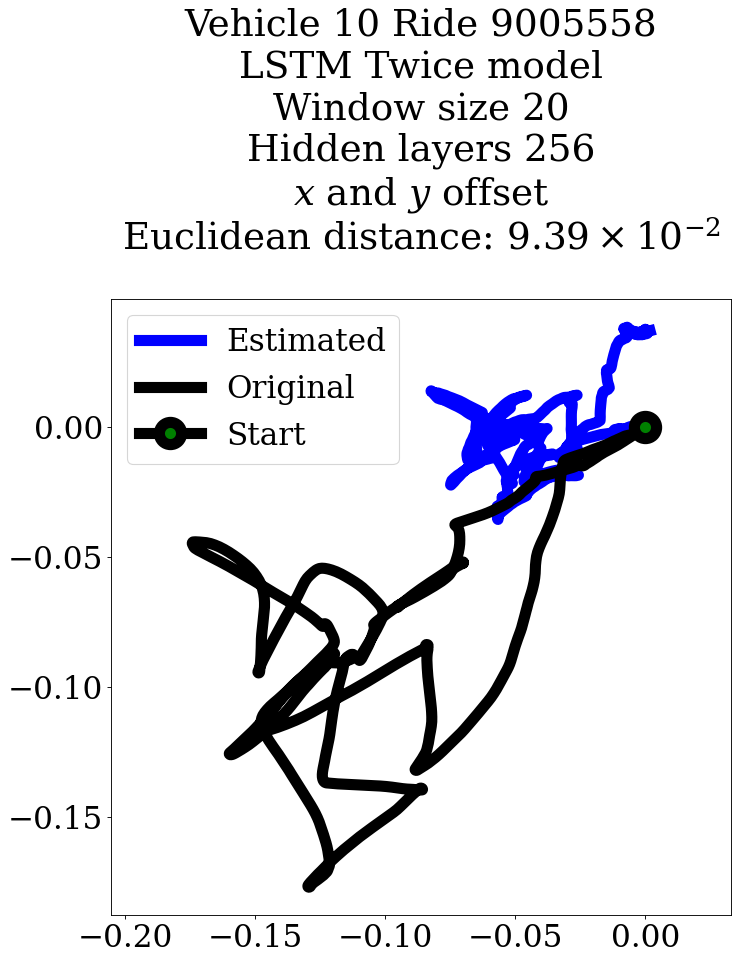 Vehicle 10 Ride 9005558
LSTM Twice model
Window size 20
Hidden layers 256
x and y offset
Euclidean distance: 9.39 × 10⁻²
Estimated
Original
Start
0.00
−0.05
−0.10
−0.15
−0.20 −0.15 −0.10 −0.05 0.00